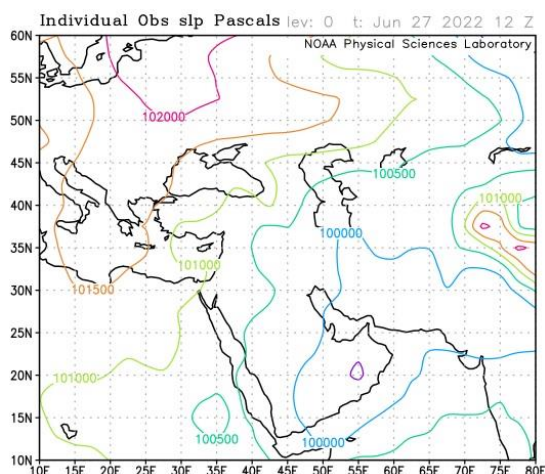 Individual Obs slp Pascals lev: 0 t: Jun 27 2022 12 Z
NOAA Physical Sciences Laboratory
60N
55N
102000
50N
45N
100500
40N
101000
100000
35N
101000
30N
101500
25N
20N
101000
15N
100500
100000
10N
10E 15E 20E 25E 30E 35E 40E 45E 50E 55E 60E 65E 70E 75E 80E